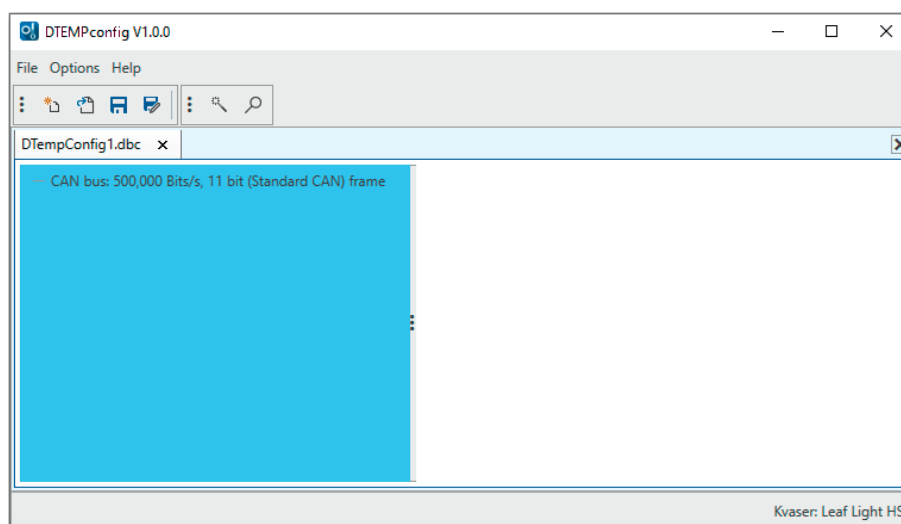 DTEMPconfig V1.0.0
File Options Help
DTempConfig1.dbc
CAN bus: 500,000 Bits/s, 11 bit (Standard CAN) frame
Kvaser: Leaf Light HS